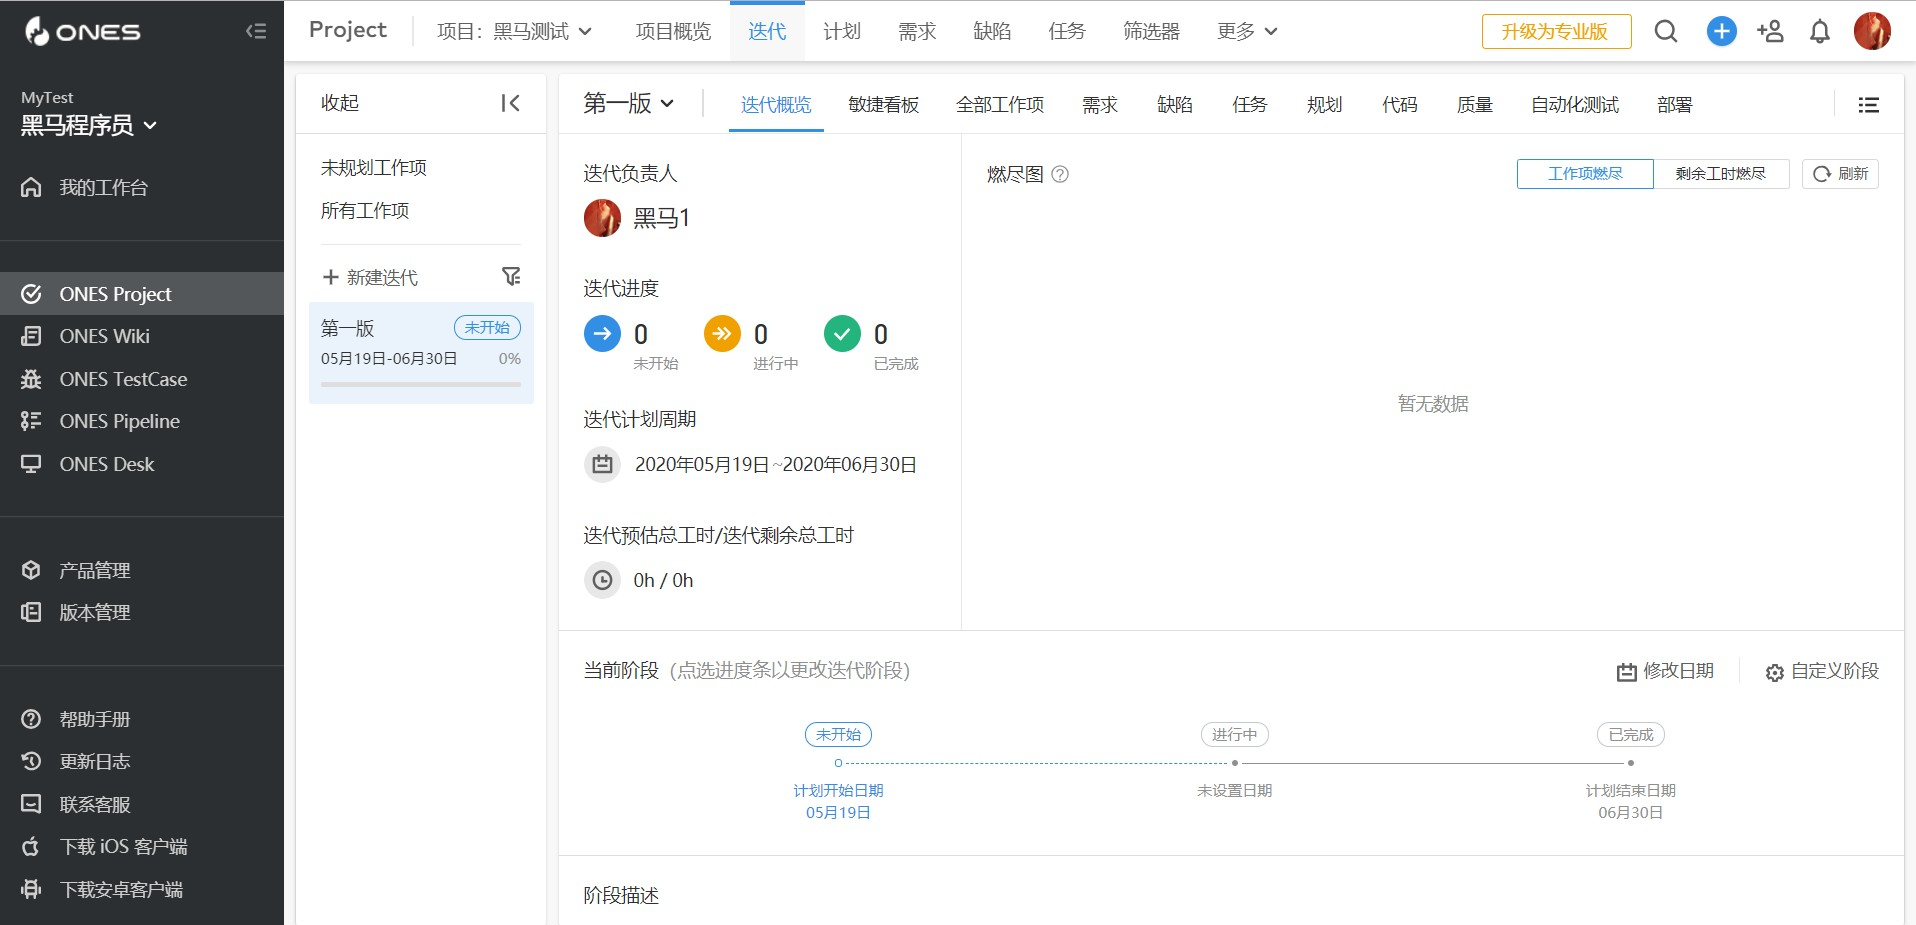 ONES
MyTest
黑马程序员
我的工作台
ONES Project
ONES Wiki
ONES TestCase
ONES Pipeline
ONES Desk
产品管理
版本管理
帮助手册
更新日志
联系客服
下载 iOS 客户端
下载安卓客户端
Project 项目：黑马测试 项目概览 迭代 计划 需求 缺陷 任务 筛选器 更多 升级为专业版
收起
未规划工作项
所有工作项
新建迭代
第一版 未开始
05月19日-06月30日 0%
第一版 迭代概览 敏捷看板 全部工作项 需求 缺陷 任务 规划 代码 质量 自动化测试 部署
迭代负责人
黑马1
迭代进度
0 0 0
未开始 进行中 已完成
迭代计划周期
2020年05月19日~2020年06月30日
迭代预估总工时/迭代剩余总工时
0h / 0h
燃尽图 工作项燃尽 剩余工时燃尽 刷新
暂无数据
当前阶段 (点选进度条以更改迭代阶段) 修改日期 自定义阶段
未开始 进行中 已完成
计划开始日期 未设置日期 计划结束日期
05月19日 06月30日
阶段描述